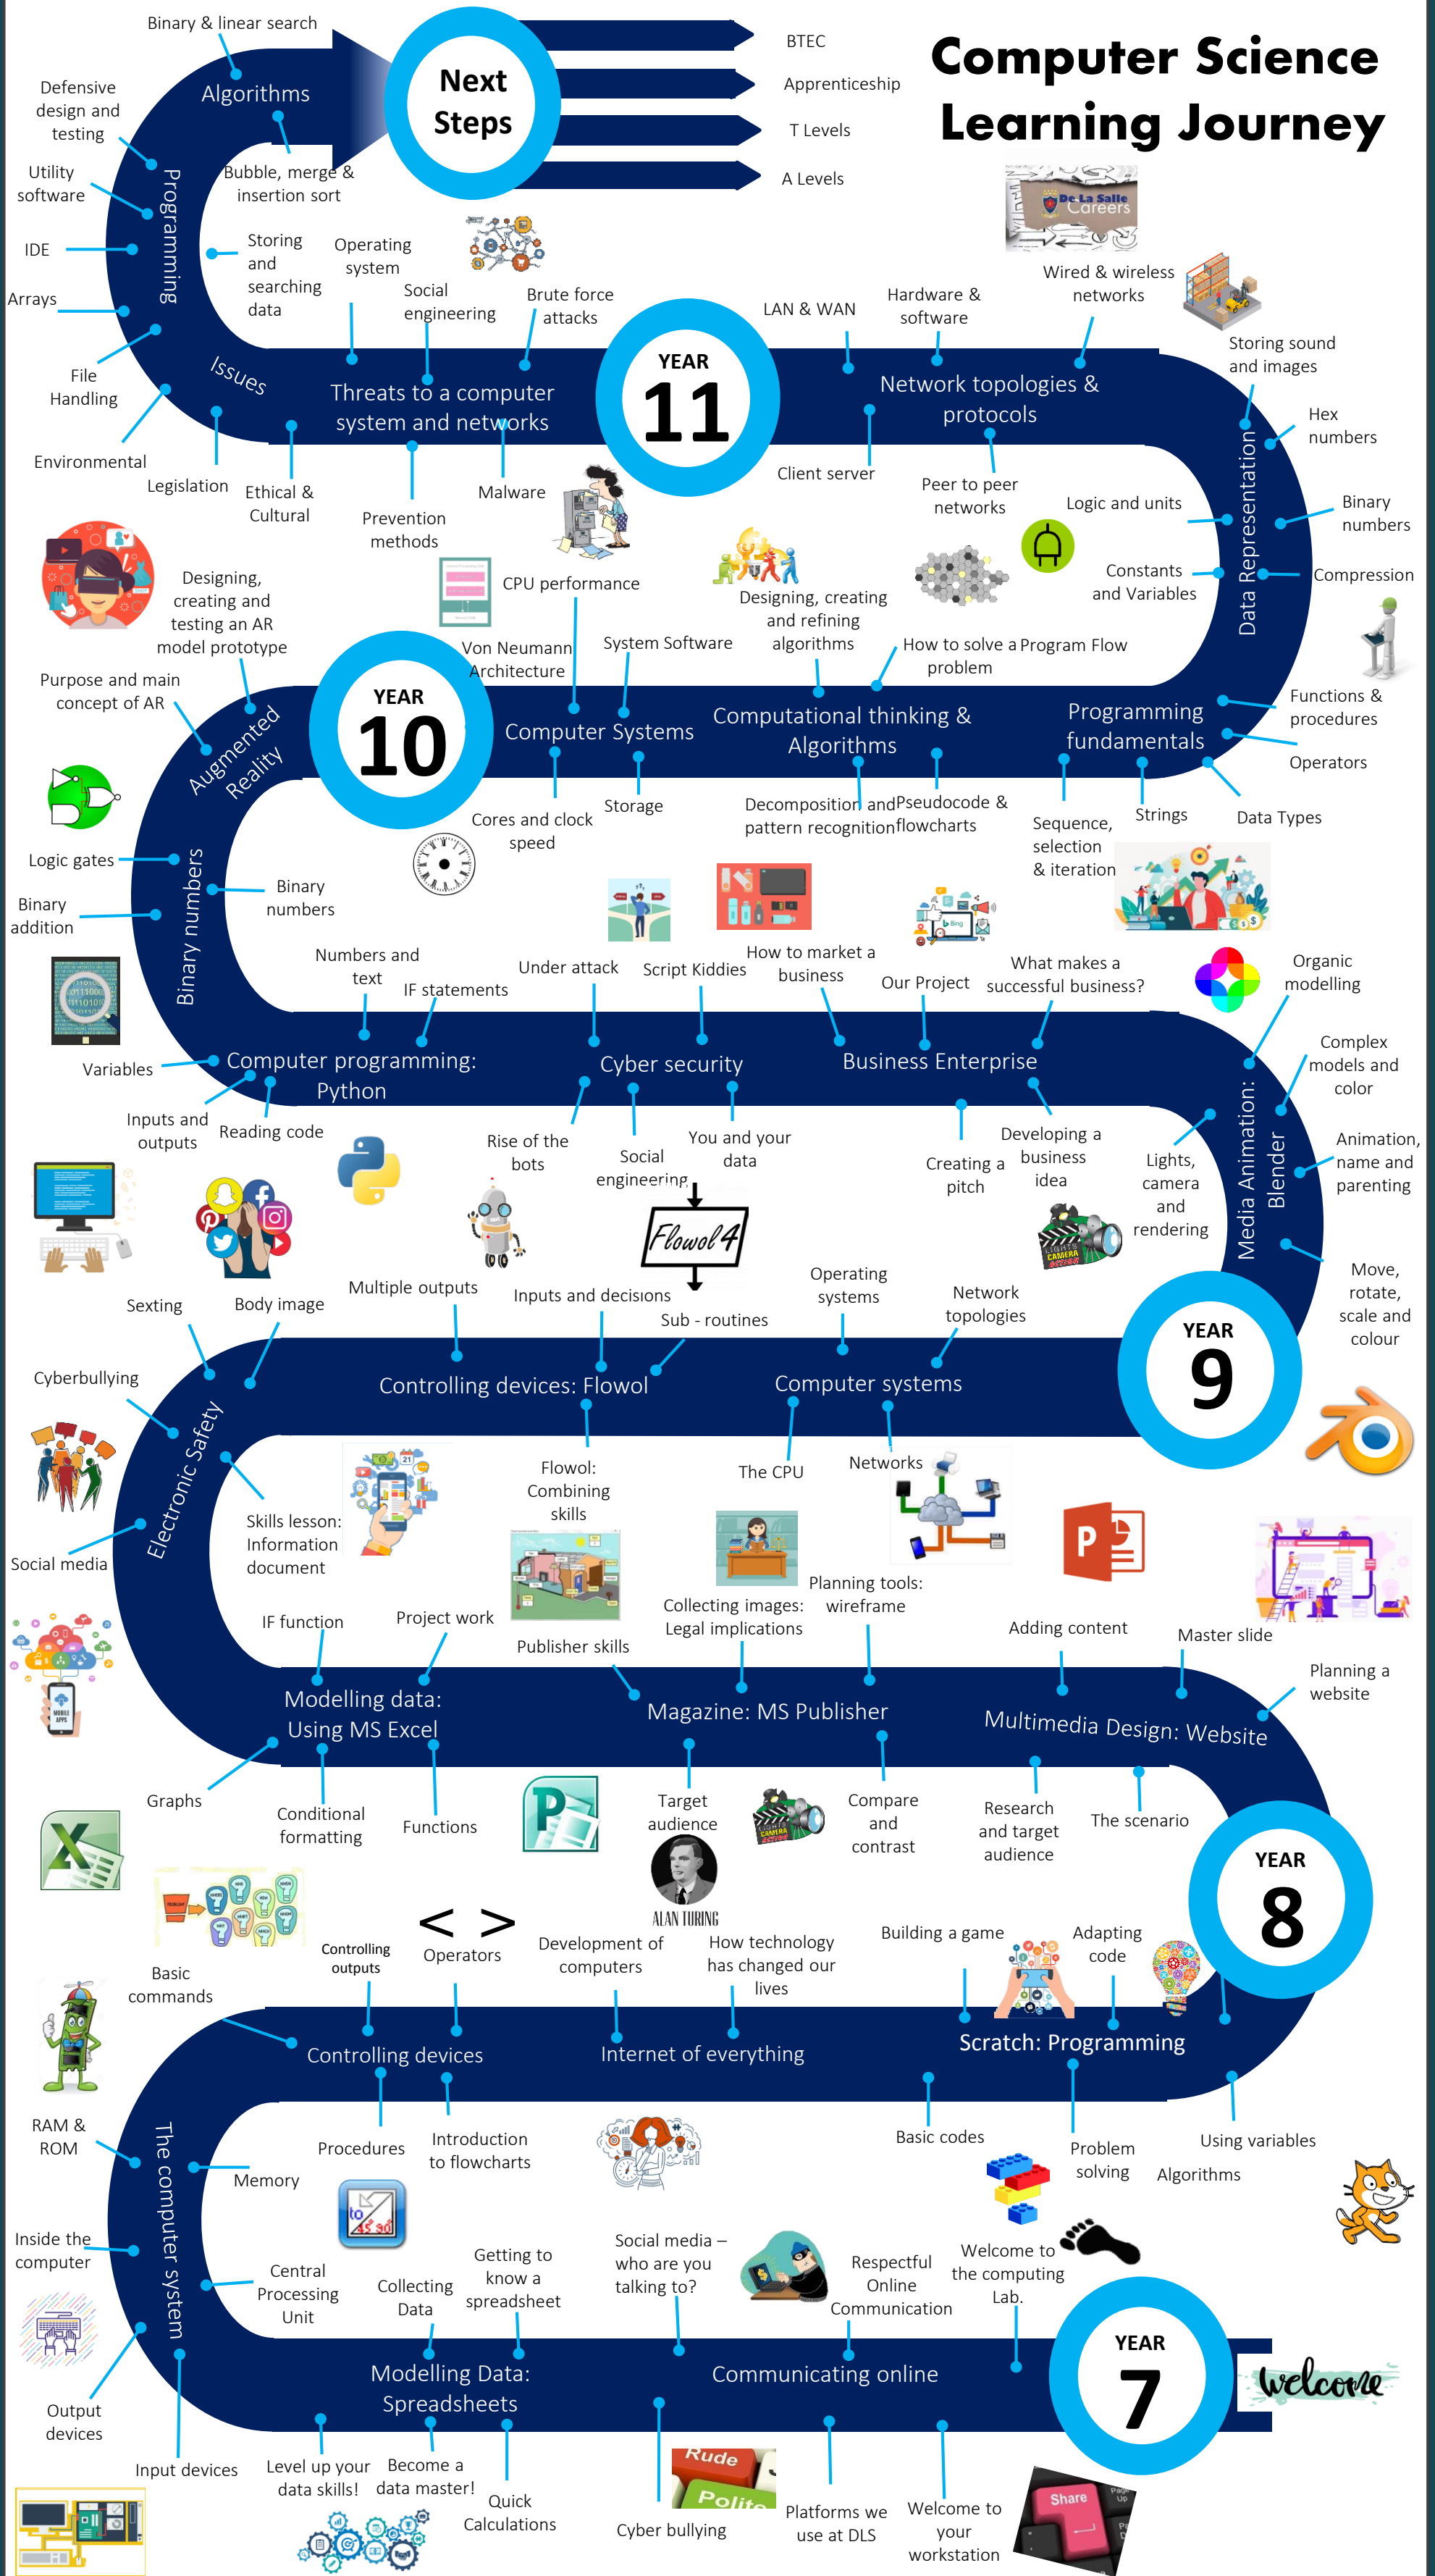 Computer Science
Learning Journey
Binary & linear search
Algorithms
Next
Steps
BTEC
Apprenticeship
T Levels
A Levels
Defensive
design and
testing
Utility
software
IDE
Arrays
File
Handling
Programming
Bubble, merge &
insertion sort
Storing
and
searching
data
Operating
system
Social
engineering
Brute force
attacks
De La Salle
Careers
LAN & WAN
Hardware &
software
Wired & wireless
networks
Storing sound
and images
Hex
numbers
Issues
Threats to a computer
system and networks
YEAR
11
Network topologies &
protocols
Environmental
Legislation
Ethical &
Cultural
Prevention
methods
Malware
Client server
Peer to peer
networks
Logic and units
Constants
and Variables
Data Representation
Binary
numbers
Compression
Designing,
creating and
testing an AR
model prototype
Purpose and main
concept of AR
CPU performance
Von Neumann
Architecture
System Software
Designing, creating
and refining
algorithms
How to solve a
problem
Program Flow
Functions &
procedures
Operators
Augmented
Reality
YEAR
10
Computer Systems
Computational thinking &
Algorithms
Programming
fundamentals
Cores and clock
speed
Storage
Decomposition and
pattern recognition
Pseudocode &
flowcharts
Sequence,
selection
& iteration
Strings
Data Types
Logic gates
Binary
addition
Binary numbers
Binary
numbers
Numbers and
text
IF statements
Under attack
Script Kiddies
How to market a
business
Bing
Our Project
What makes a
successful business?
Organic
modelling
Complex
models and
color
Variables
Computer programming:
Python
Cyber security
Business Enterprise
Inputs and
outputs
Reading code
Rise of the
bots
Social
engineering
You and your
data
Creating a
pitch
Developing a
business
idea
Lights,
camera
and
rendering
Media Animation:
Blender
Animation,
name and
parenting
Move,
rotate,
scale and
colour
Flowol 4
LIGHTS
CAMERA
ACTION
Sexting
Body image
Multiple outputs
Inputs and decisions
Sub - routines
Operating
systems
Network
topologies
YEAR
9
Cyberbullying
Controlling devices: Flowol
Computer systems
Electronic Safety
Social media
Skills lesson:
Information
document
21
Flowol:
Combining
skills
The CPU
Networks
P
IF function
Project work
Publisher skills
Collecting images:
Legal implications
Planning tools:
wireframe
Adding content
Master slide
Planning a
website
MOBILE
APPS
Modelling data:
Using MS Excel
Magazine: MS Publisher
Multimedia Design: Website
Graphs
Conditional
formatting
Functions
P
Target
audience
LIGHTS
CAMERA
ACTION
Compare
and
contrast
Research
and target
audience
The scenario
YEAR
8
X
PROBLEM
ALAN TURING
Basic
commands
Controlling
outputs
< >
Operators
Development of
computers
How technology
has changed our
lives
Building a game
Adapting
code
Controlling devices
Internet of everything
Scratch: Programming
RAM &
ROM
Memory
Procedures
Introduction
to flowcharts
Basic codes
Problem
solving
Algorithms
Using variables
The computer system
Inside the
computer
Central
Processing
Unit
to
45 90
Collecting
Data
Getting to
know a
spreadsheet
Social media –
who are you
talking to?
Respectful
Online
Communication
Welcome to
the computing
Lab.
Output
devices
Input devices
Modelling Data:
Spreadsheets
Communicating online
YEAR
7
welcome
Level up your
data skills!
Become a
data master!
Quick
Calculations
Cyber bullying
Rude
Polite
Platforms we
use at DLS
Welcome to
your
workstation
Share
Page
Up